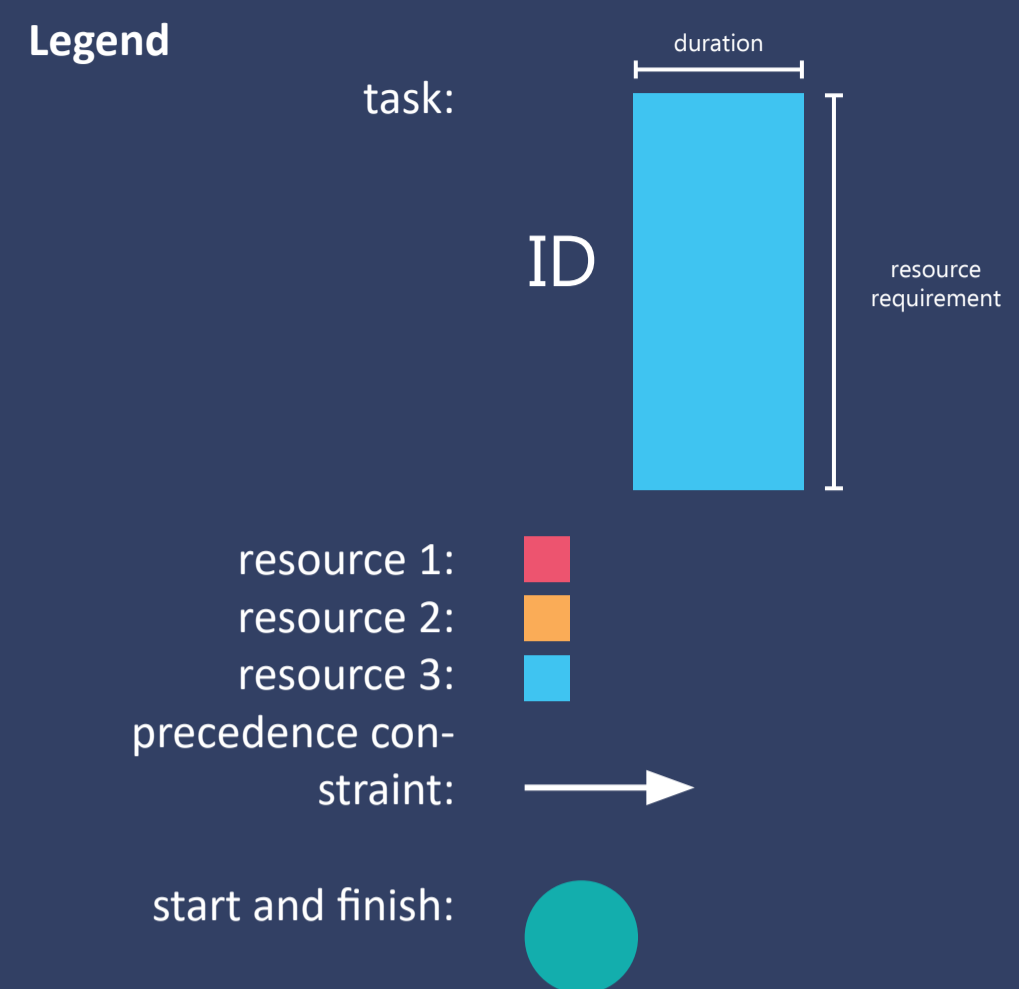 Legend
duration
task:
ID
resource
requirement
resource 1:
resource 2:
resource 3:
precedence con-
straint:
start and finish: